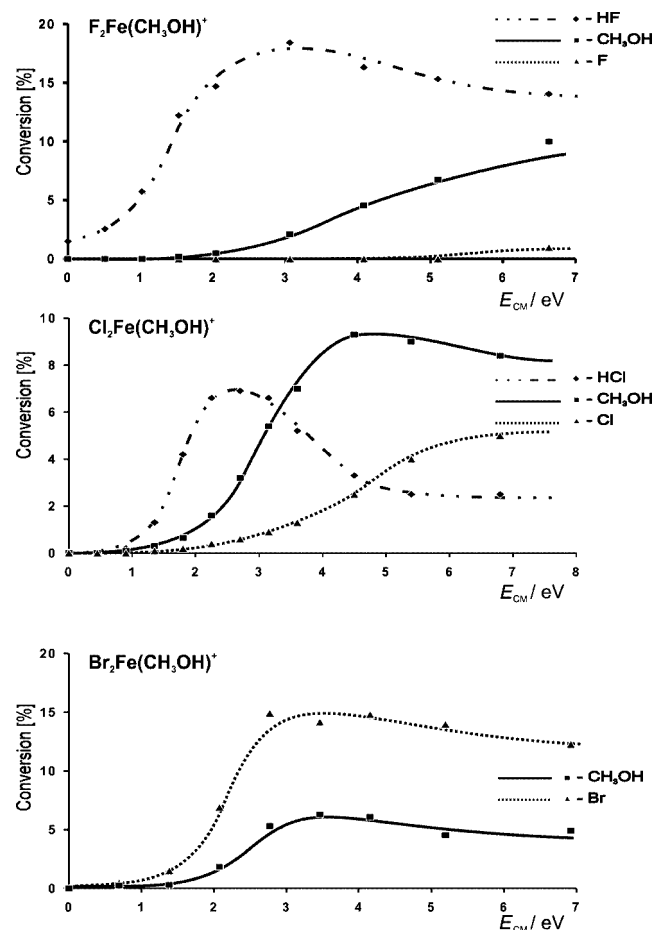 F₂Fe(CH₃OH)⁺
HF
CH₃OH
F
Conversion [%]
20
15
10
5
0
0 1 2 3 4 5 6 7
E_CM / eV
Cl₂Fe(CH₃OH)⁺
HCl
CH₃OH
Cl
Conversion [%]
10
8
6
4
2
0
0 1 2 3 4 5 6 7 8
E_CM / eV
Br₂Fe(CH₃OH)⁺
CH₃OH
Br
Conversion [%]
20
15
10
5
0
0 1 2 3 4 5 6 7
E_CM / eV